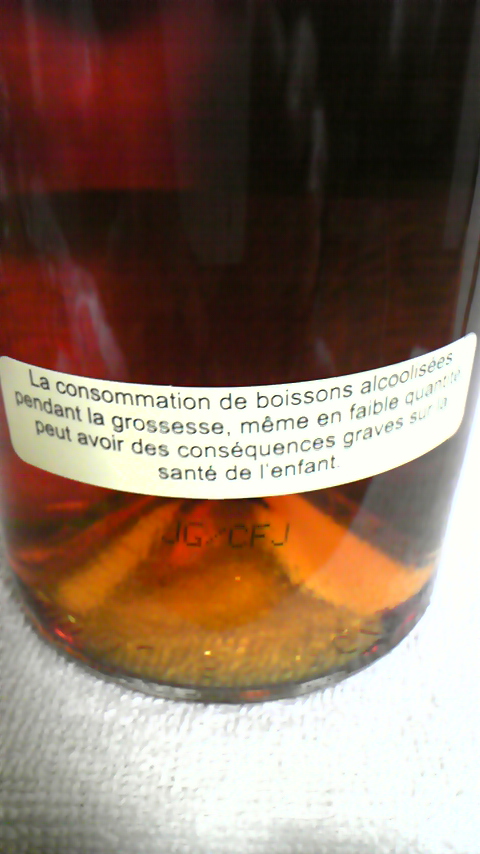 La consommation de boissons alcoolisées
pendant la grossesse, même en faible quantité
peut avoir des conséquences graves sur la
santé de l'enfant.
JG/CFJ